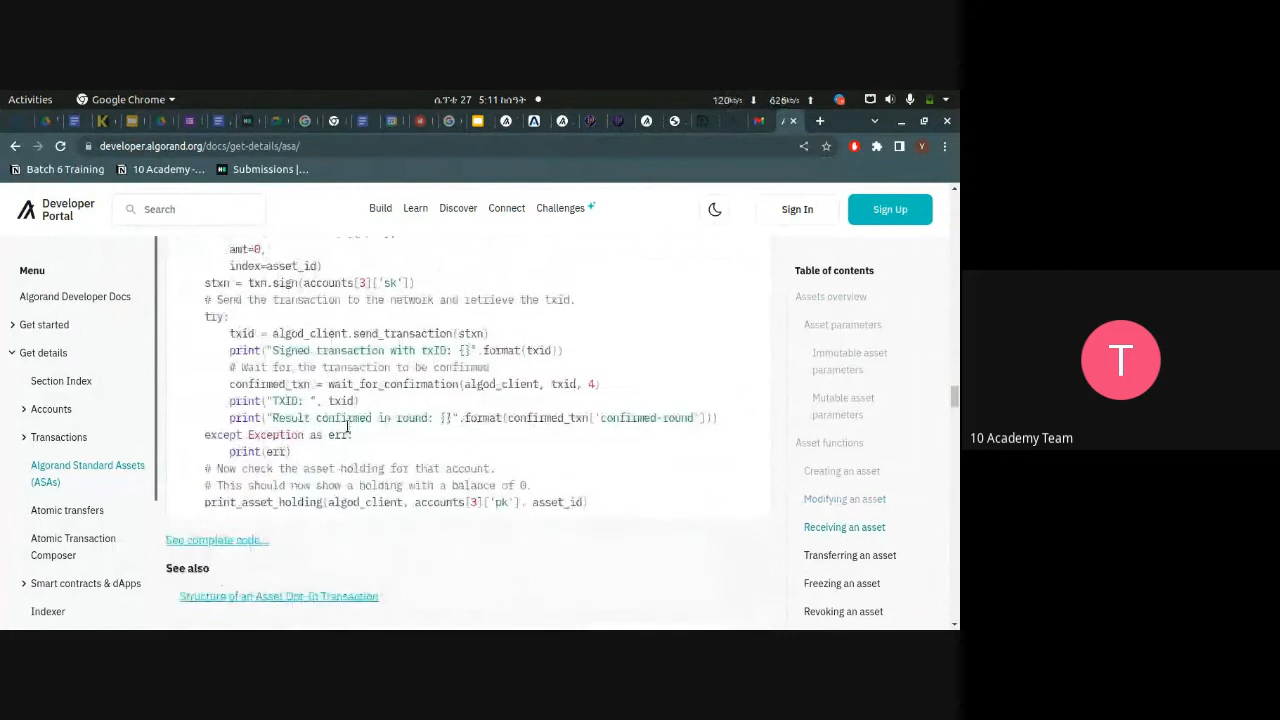 Activities
Google Chrome
ሴፕቴ 27 5:11 ከሰዓት
120kb/s
626kb/s
developer.algorand.org/docs/get-details/asa/
Batch 6 Training
10 Academy -...
Submissions |...
Developer Portal
Search
Build
Learn
Discover
Connect
Challenges
Sign In
Sign Up
Menu
Algorand Developer Docs
Get started
Get details
Section Index
Accounts
Transactions
Algorand Standard Assets
(ASAs)
Atomic transfers
Atomic Transaction
Composer
Smart contracts & dApps
Indexer
amt=0,
index=asset_id)
stxn = txn.sign(accounts[3]['sk'])
# Send the transaction to the network and retrieve the txid.
try:
txid = algod_client.send_transaction(stxn)
print("Signed transaction with txID: {}".format(txid))
# Wait for the transaction to be confirmed
confirmed_txn = wait_for_confirmation(algod_client, txid, 4)
print("TXID: ", txid)
print("Result confirmed in round: {}".format(confirmed_txn['confirmed-round']))
except Exception as err:
print(err)
# Now check the asset holding for that account.
# This should now show a holding with a balance of 0.
print_asset_holding(algod_client, accounts[3]['pk'], asset_id)
See complete code...
See also
Structure of an Asset Opt-In Transaction
Table of contents
Assets overview
Asset parameters
Immutable asset
parameters
Mutable asset
parameters
Asset functions
Creating an asset
Modifying an asset
Receiving an asset
Transferring an asset
Freezing an asset
Revoking an asset
T
10 Academy Team